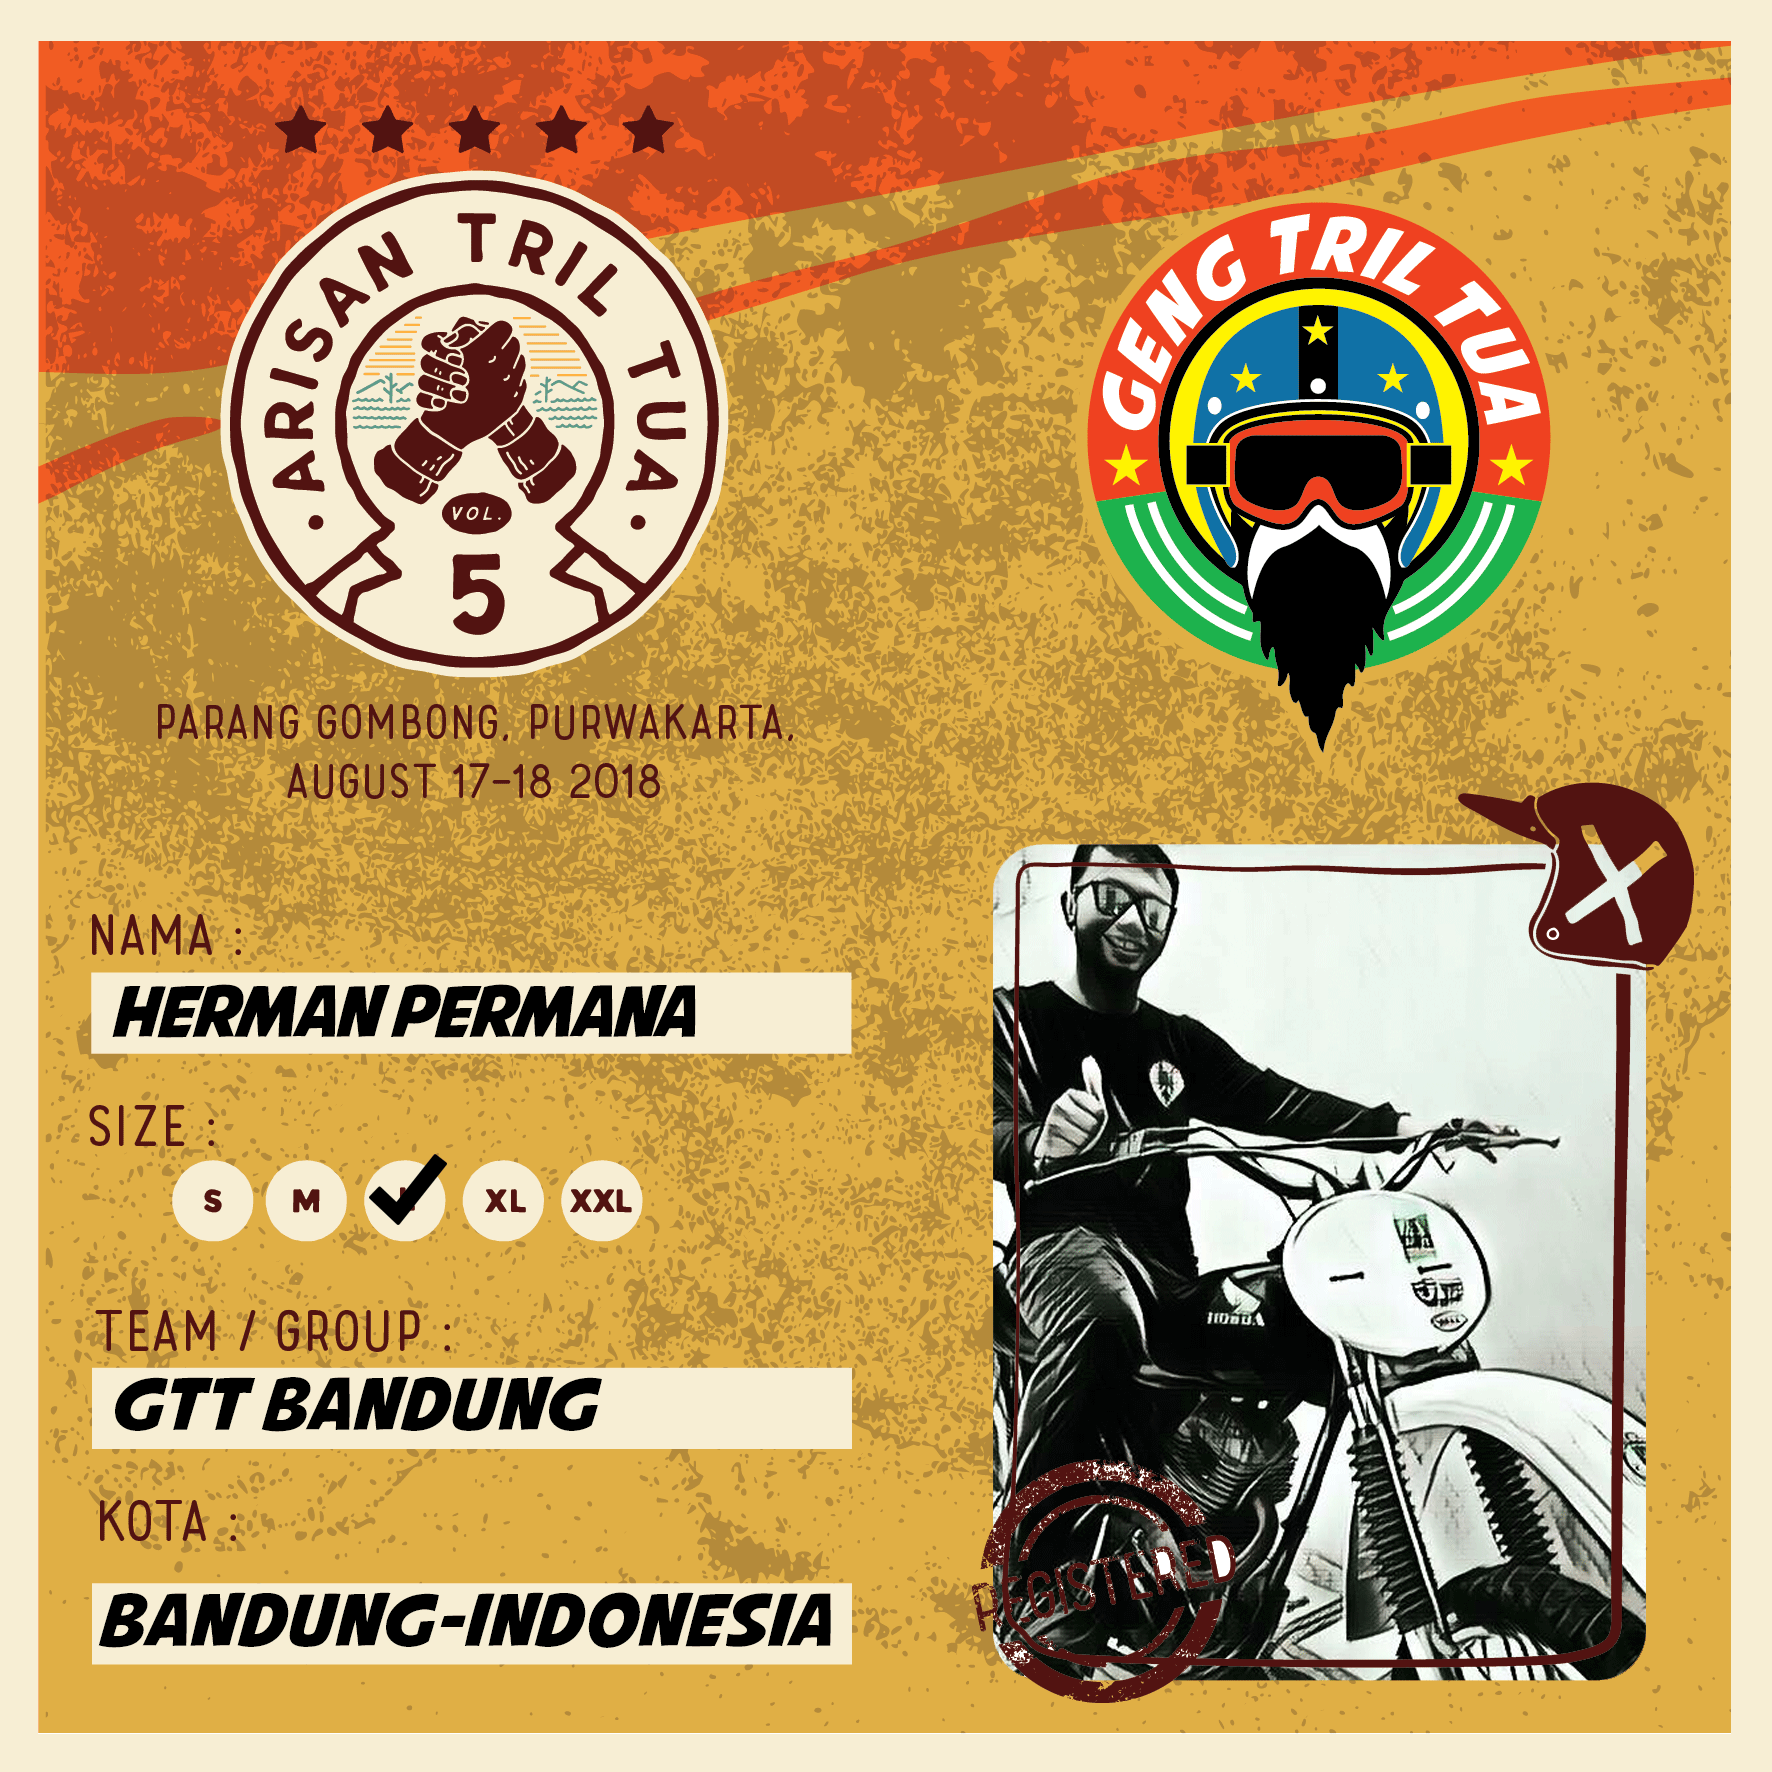 ARISAN TRIL TUA
VOL.
5
GENG TRIL TUA
PARANG GOMBONG, PURWAKARTA,
AUGUST 17-18 2018
NAMA :
HERMAN PERMANA
SIZE :
S M XL XXL
TEAM / GROUP :
GTT BANDUNG
KOTA :
BANDUNG-INDONESIA
HONDA
REGISTERED